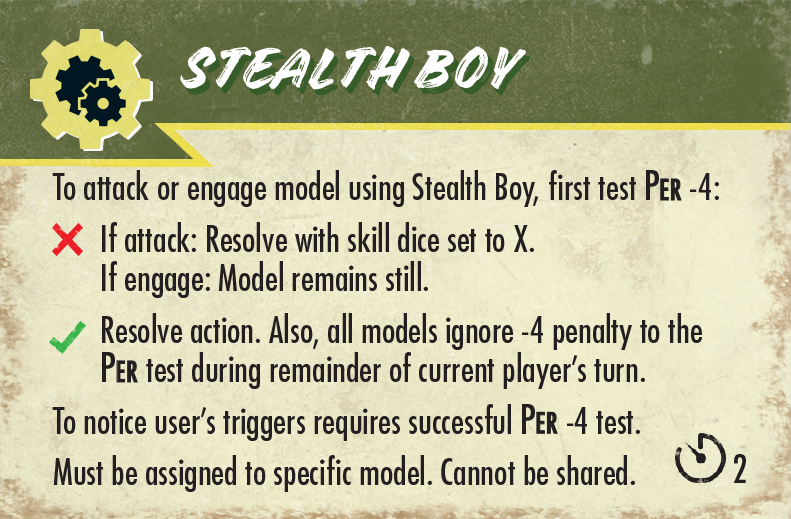 STEALTH BOY
To attack or engage model using Stealth Boy, first test PER -4:
If attack: Resolve with skill dice set to X.
If engage: Model remains still.
Resolve action. Also, all models ignore -4 penalty to the
PER test during remainder of current player's turn.
To notice user's triggers requires successful PER -4 test.
Must be assigned to specific model. Cannot be shared.
2